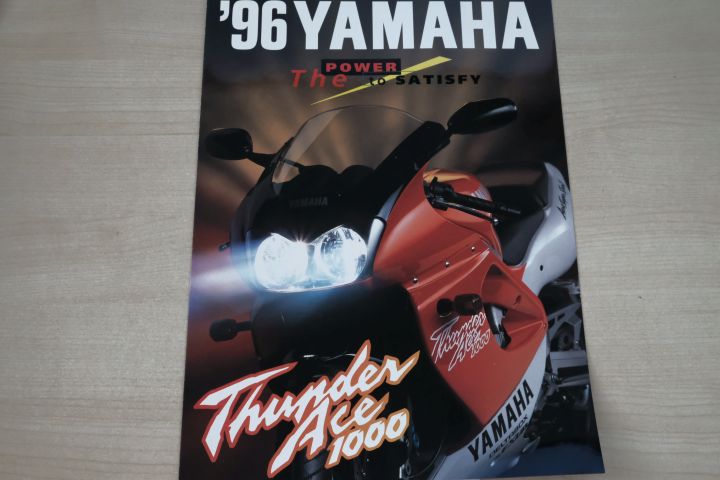 '96 YAMAHA
The POWER to SATISFY
YAMAHA
Thunder
Ace
1000
YAMAHA
Thunder
Ace
1000